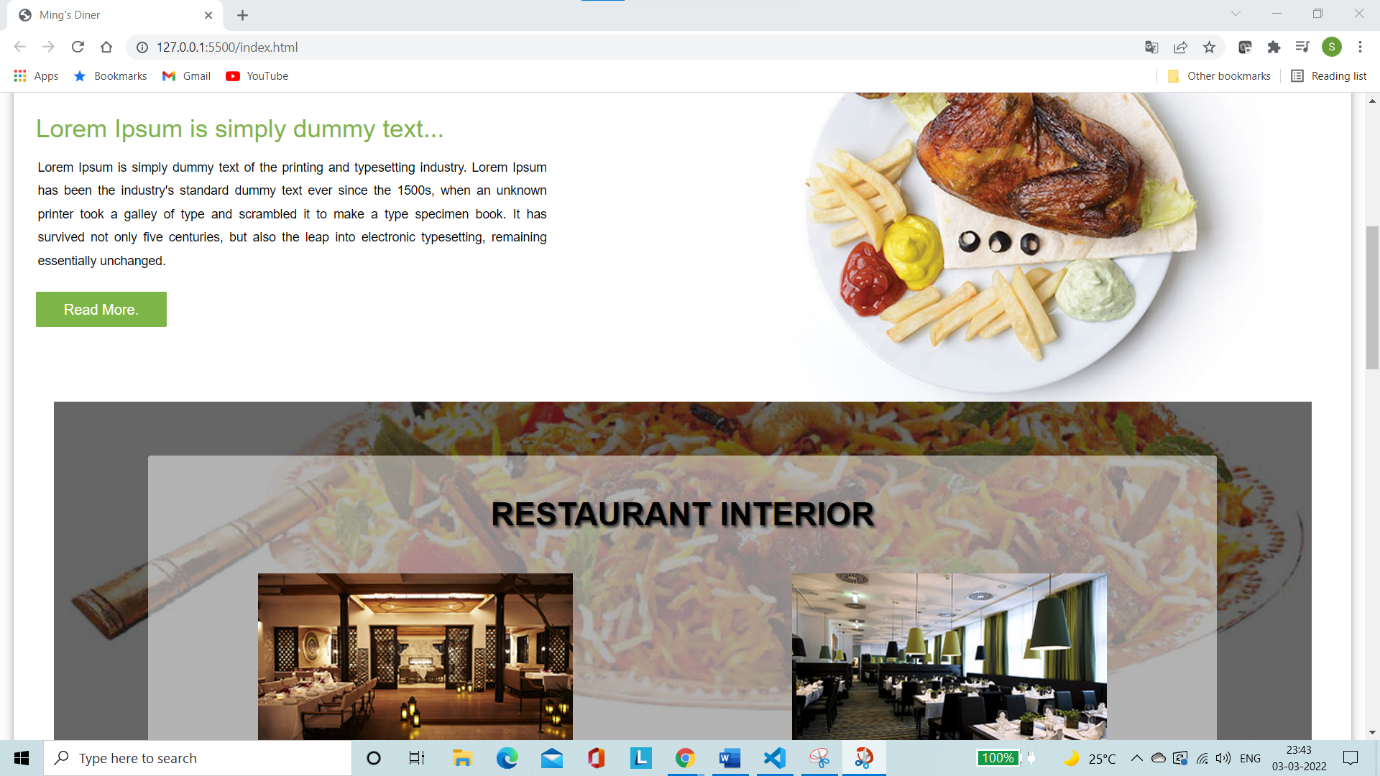 Ming's Diner
127.0.0.1:5500/index.html
S
Apps
Bookmarks
Gmail
YouTube
Other bookmarks
Reading list
Lorem Ipsum is simply dummy text...
Lorem Ipsum is simply dummy text of the printing and typesetting industry. Lorem Ipsum
has been the industry's standard dummy text ever since the 1500s, when an unknown
printer took a galley of type and scrambled it to make a type specimen book. It has
survived not only five centuries, but also the leap into electronic typesetting, remaining
essentially unchanged.
Read More.
RESTAURANT INTERIOR
Type here to search
L
W
100%
25°C
ENG
23:43
03-03-2022